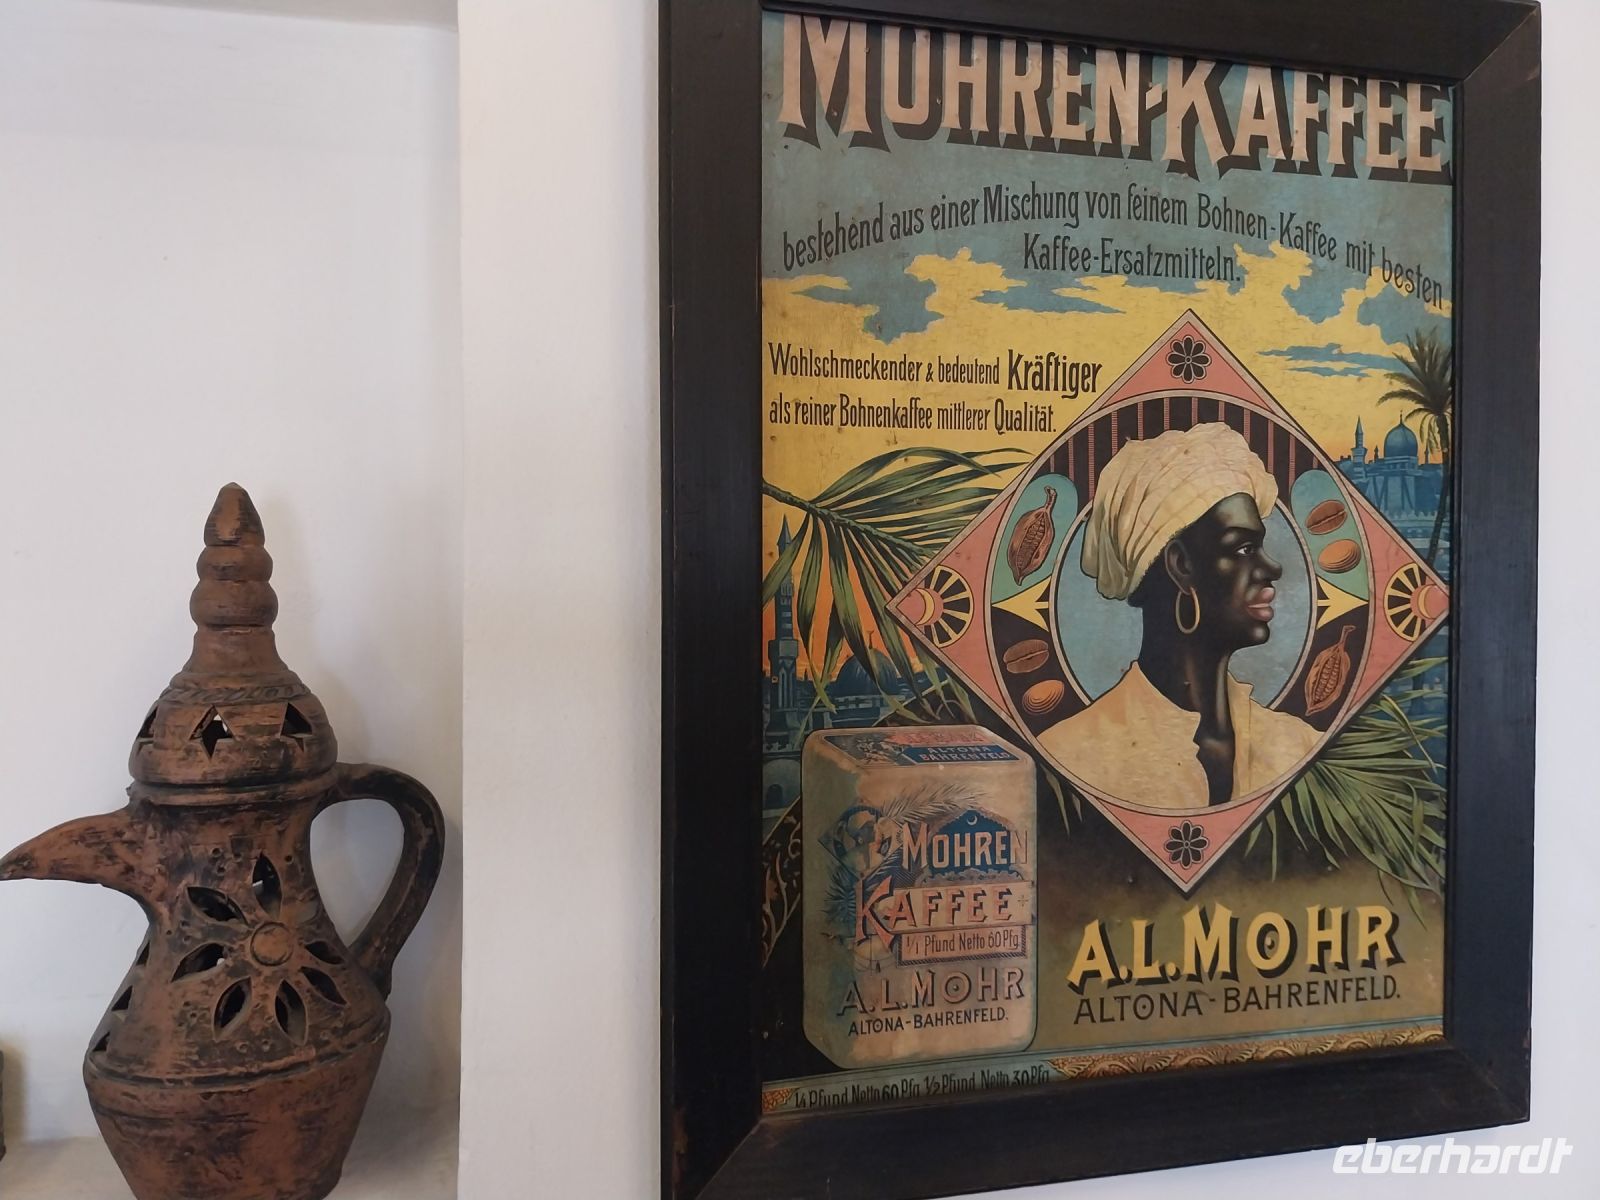 MOHREN-KAFFEE
bestehend aus einer Mischung von feinem Bohnen-Kaffee mit besten
Kaffee-Ersatzmitteln.
Wohlschmeckender & bedeutend Kräftiger
als reiner Bohnenkaffee mittlerer Qualität.
ALTONA
BAHRENFELD
MOHREN
KAFFEE
1/1 Pfund Netto 60 Pfg
A.L.MOHR
ALTONA-BAHRENFELD.
A.L.MOHR
ALTONA-BAHRENFELD.
1/4 Pfund Netto 60 Pfg. 1/2 Pfund Netto 30 Pfg.
eberhardt